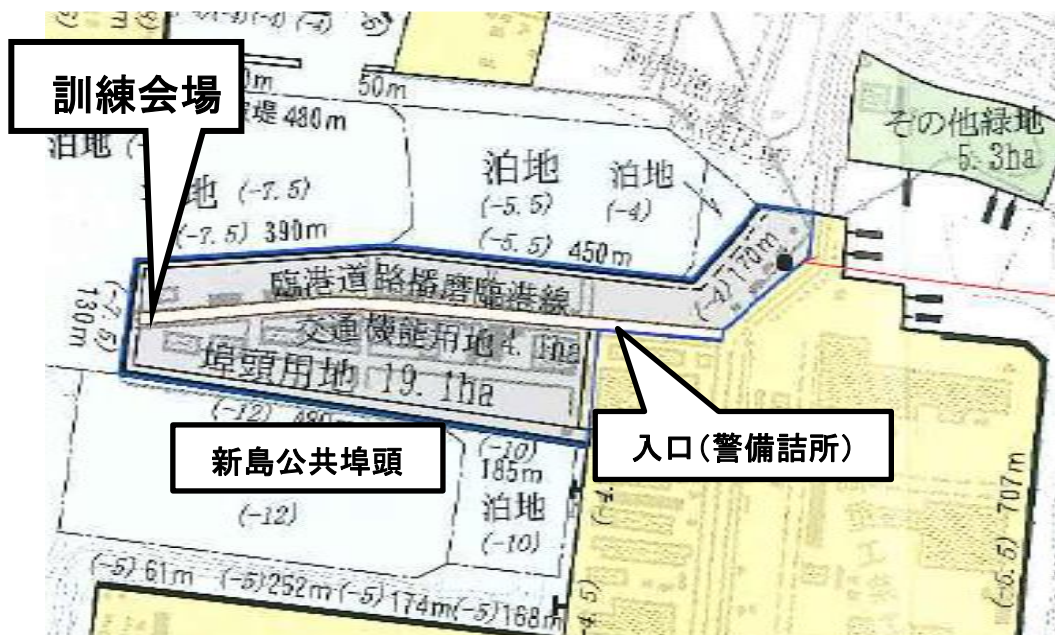 50m
訓練会場
480m
その他緑地
5.3ha
泊地
泊地
泊地
(-7.5)
(-5.5)
(-4)
(-7.5) 390m
(-5.5) 450m
(-4) 170m
臨港道路播磨臨港線
(-7.5)
130m
交通機能用地4.1ha
埠頭用地 19.1ha
(-12)
入口（警備詰所）
新島公共埠頭
(-10)
185m
泊地
(-12)
(-10)
(-5.5) 707m
(-5) 61m (-5)252m(-5)174m(-5)168m